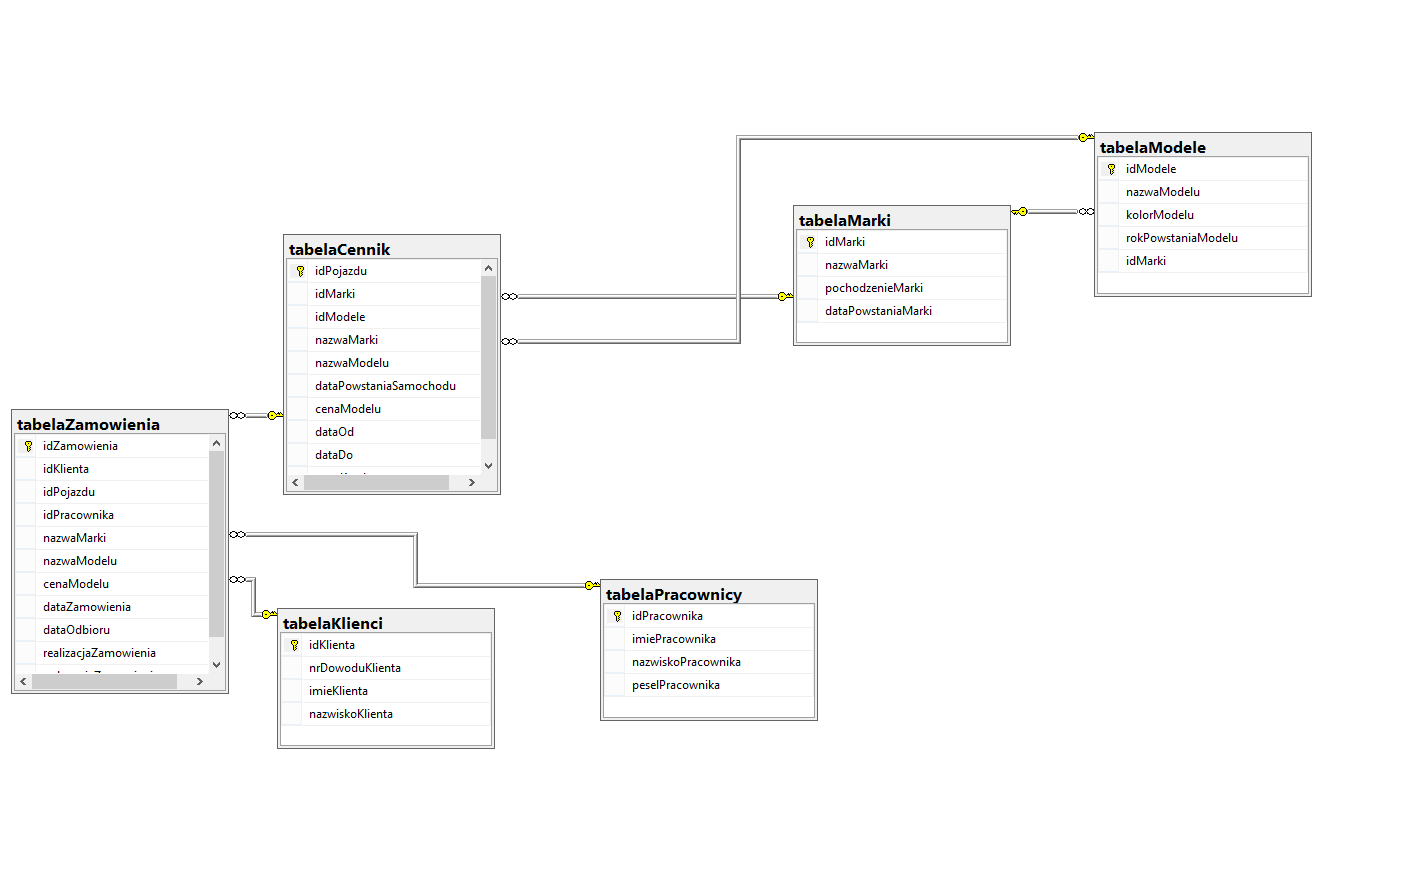 tabelaModele
idModele
nazwaModelu
kolorModelu
rokPowstaniaModelu
idMarki
tabelaMarki
idMarki
nazwaMarki
pochodzenieMarki
dataPowstaniaMarki
tabelaCennik
idPojazdu
idMarki
idModele
nazwaMarki
nazwaModelu
dataPowstaniaSamochodu
cenaModelu
dataOd
dataDo
tabelaZamowienia
idZamowienia
idKlienta
idPojazdu
idPracownika
nazwaMarki
nazwaModelu
cenaModelu
dataZamowienia
dataOdbioru
realizacjaZamowienia
tabelaPracownicy
idPracownika
imiePracownika
nazwiskoPracownika
peselPracownika
tabelaKlienci
idKlienta
nrDowoduKlienta
imieKlienta
nazwiskoKlienta